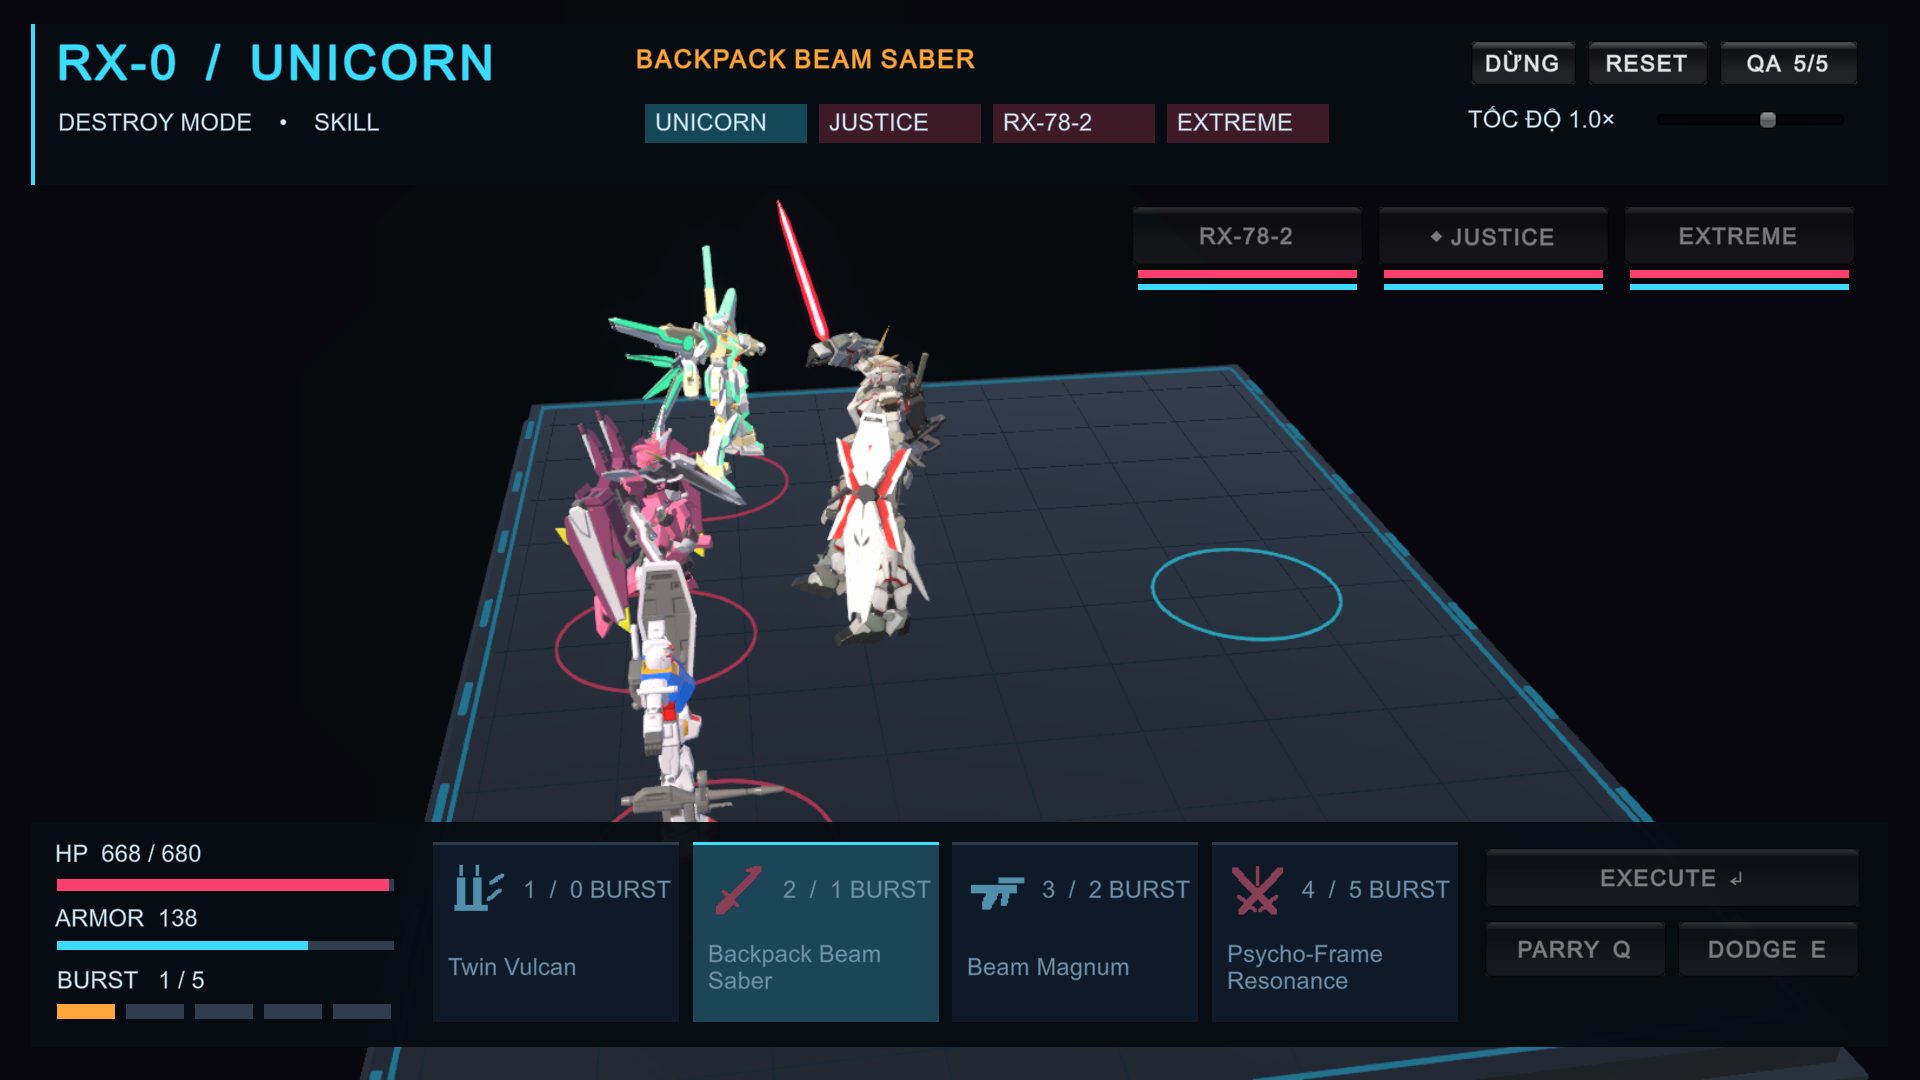 RX-0 / UNICORN
DESTROY MODE • SKILL
BACKPACK BEAM SABER
UNICORN JUSTICE RX-78-2 EXTREME
DỪNG RESET QA 5/5
TỐC ĐỘ 1.0×
RX-78-2 ◆ JUSTICE EXTREME
HP 668 / 680
ARMOR 138
BURST 1 / 5
1 / 0 BURST
Twin Vulcan
2 / 1 BURST
Backpack Beam
Saber
3 / 2 BURST
Beam Magnum
4 / 5 BURST
Psycho-Frame
Resonance
EXECUTE ↲
PARRY Q DODGE E